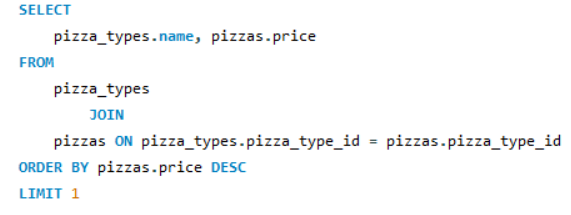 SELECT
pizza_types.name, pizzas.price
FROM
pizza_types
JOIN
pizzas ON pizza_types.pizza_type_id = pizzas.pizza_type_id
ORDER BY pizzas.price DESC
LIMIT 1